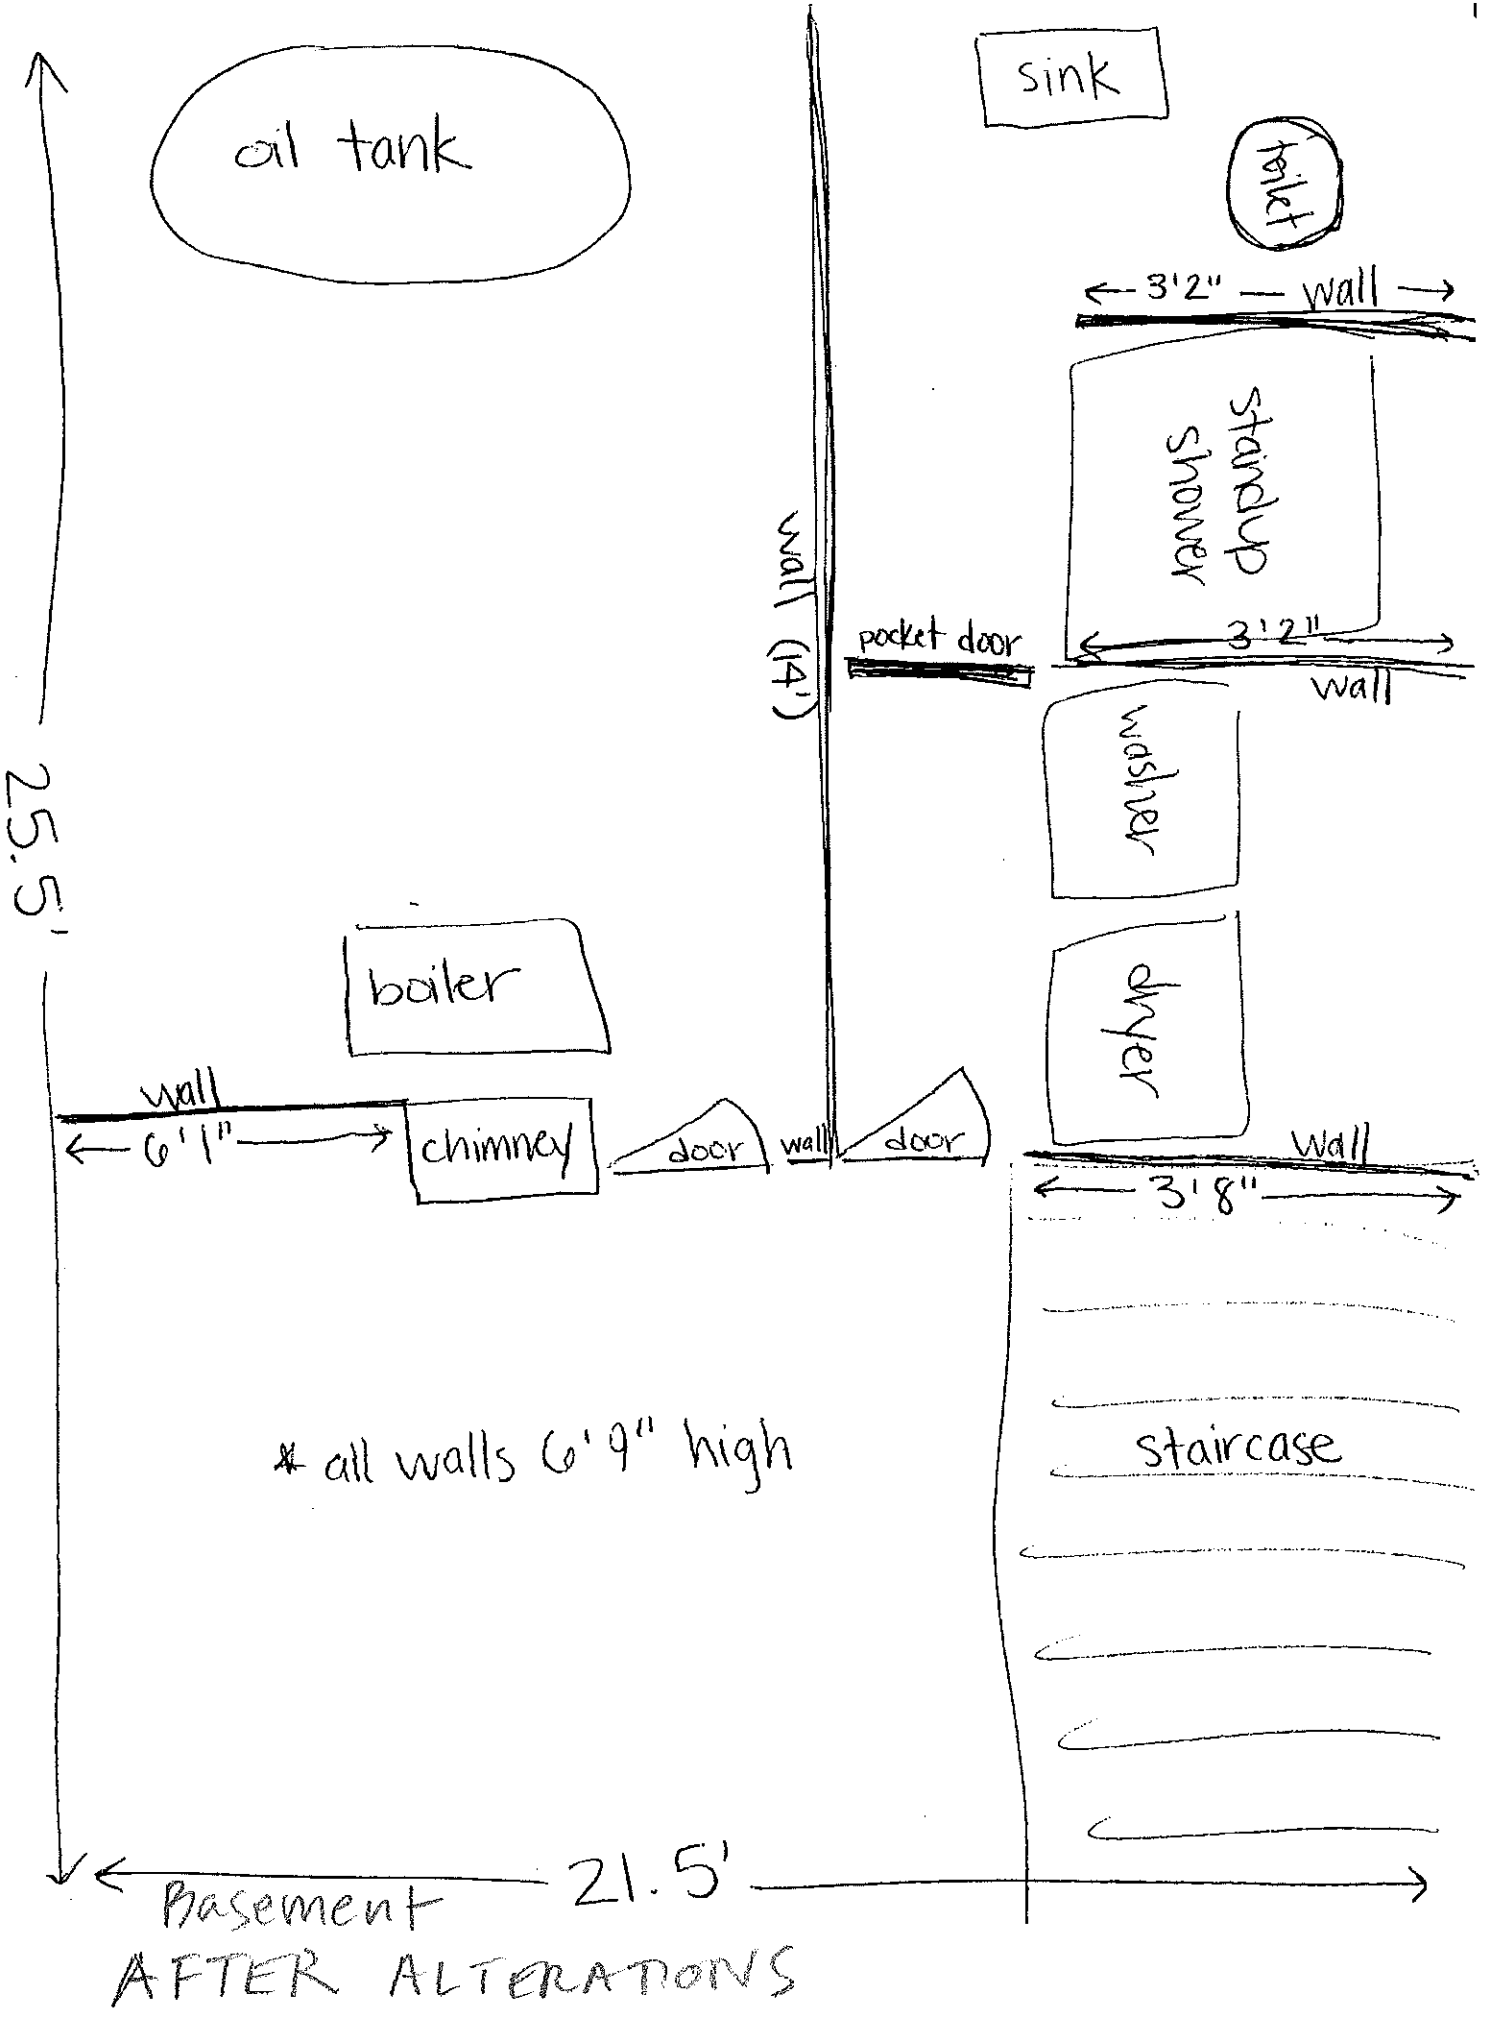 sink
oil tank
toilet
3'2" wall
standup
shower
wall (14')
pocket door
3'2"
wall
washer
25.5'
boiler
dryer
wall
6'1"
chimney
door
wall
door
wall
3'8"
* all walls 6'9" high
staircase
21.5'
Basement
AFTER ALTERATIONS